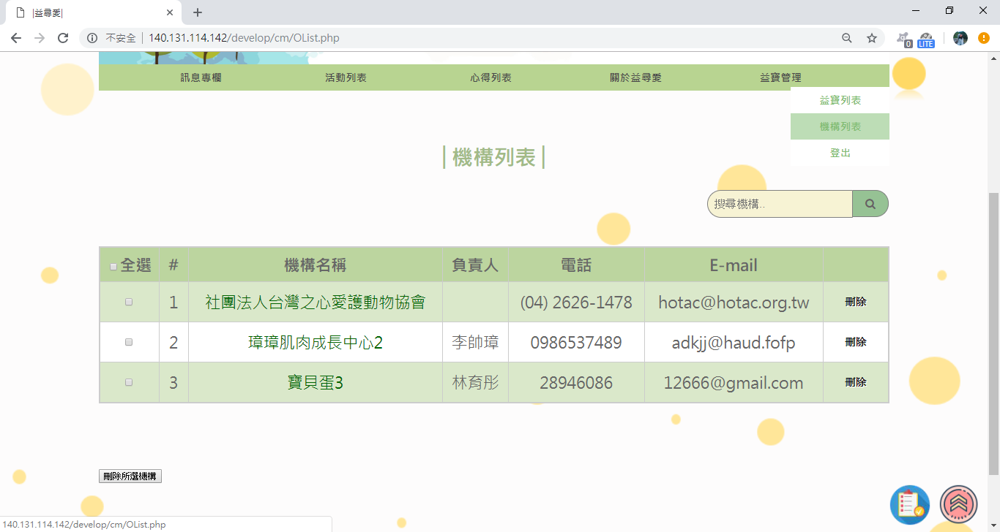 |益尋愛|
不安全 | 140.131.114.142/develop/cm/OList.php
0 LITE
訊息專欄 活動列表 心得列表 關於益尋愛 益寶管理
益寶列表
機構列表
登出
| 機構列表 |
搜尋機構..
全選 # 機構名稱 負責人 電話 E-mail
1 社團法人台灣之心愛護動物協會 (04) 2626-1478 hotac@hotac.org.tw 刪除
2 璋璋肌肉成長中心2 李帥璋 0986537489 adkjj@haud.fofp 刪除
3 寶貝蛋3 林育彤 28946086 12666@gmail.com 刪除
刪除所選機構
140.131.114.142/develop/cm/OList.php